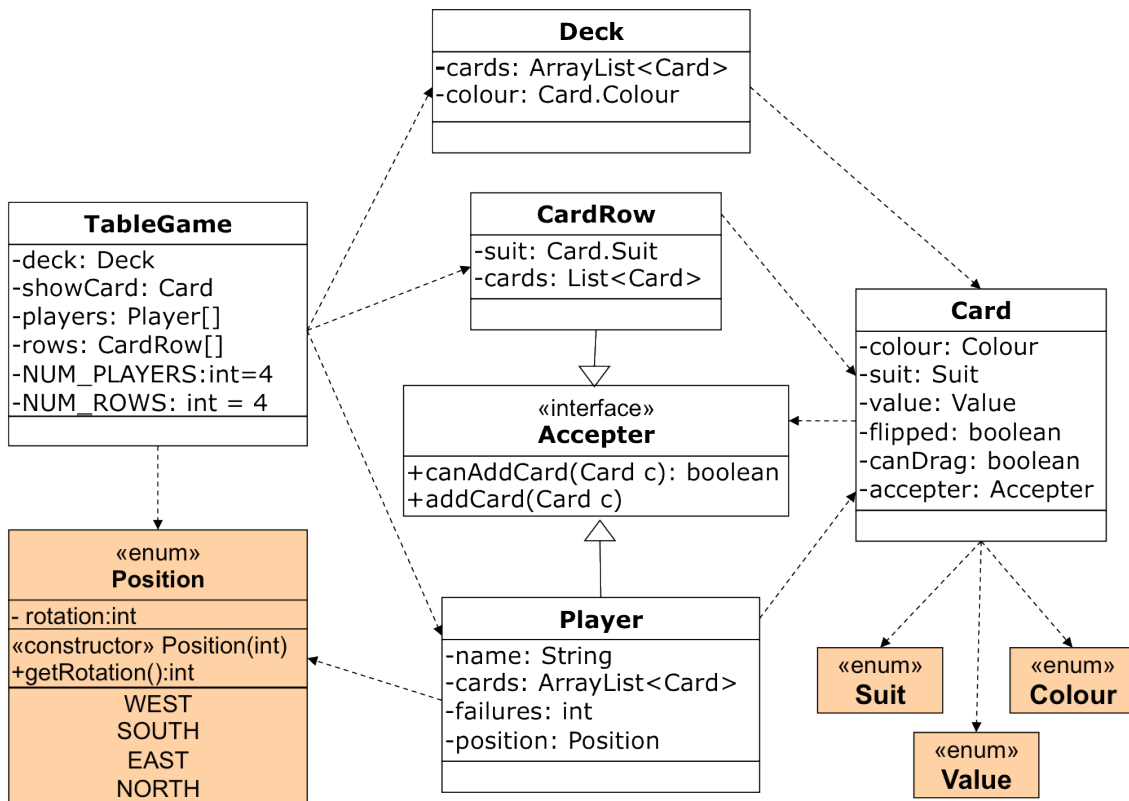 Deck
-cards: ArrayList<Card>
-colour: Card.Colour
TableGame
-deck: Deck
-showCard: Card
-players: Player[]
-rows: CardRow[]
-NUM_PLAYERS:int=4
-NUM_ROWS: int = 4
CardRow
-suit: Card.Suit
-cards: List<Card>
Card
-colour: Colour
-suit: Suit
-value: Value
-flipped: boolean
-canDrag: boolean
-accepter: Accepter
«interface»
Accepter
+canAddCard(Card c): boolean
+addCard(Card c)
«enum»
Position
- rotation:int
«constructor» Position(int)
+getRotation():int
WEST
SOUTH
EAST
NORTH
Player
-name: String
-cards: ArrayList<Card>
-failures: int
-position: Position
«enum»
Suit
«enum»
Colour
«enum»
Value